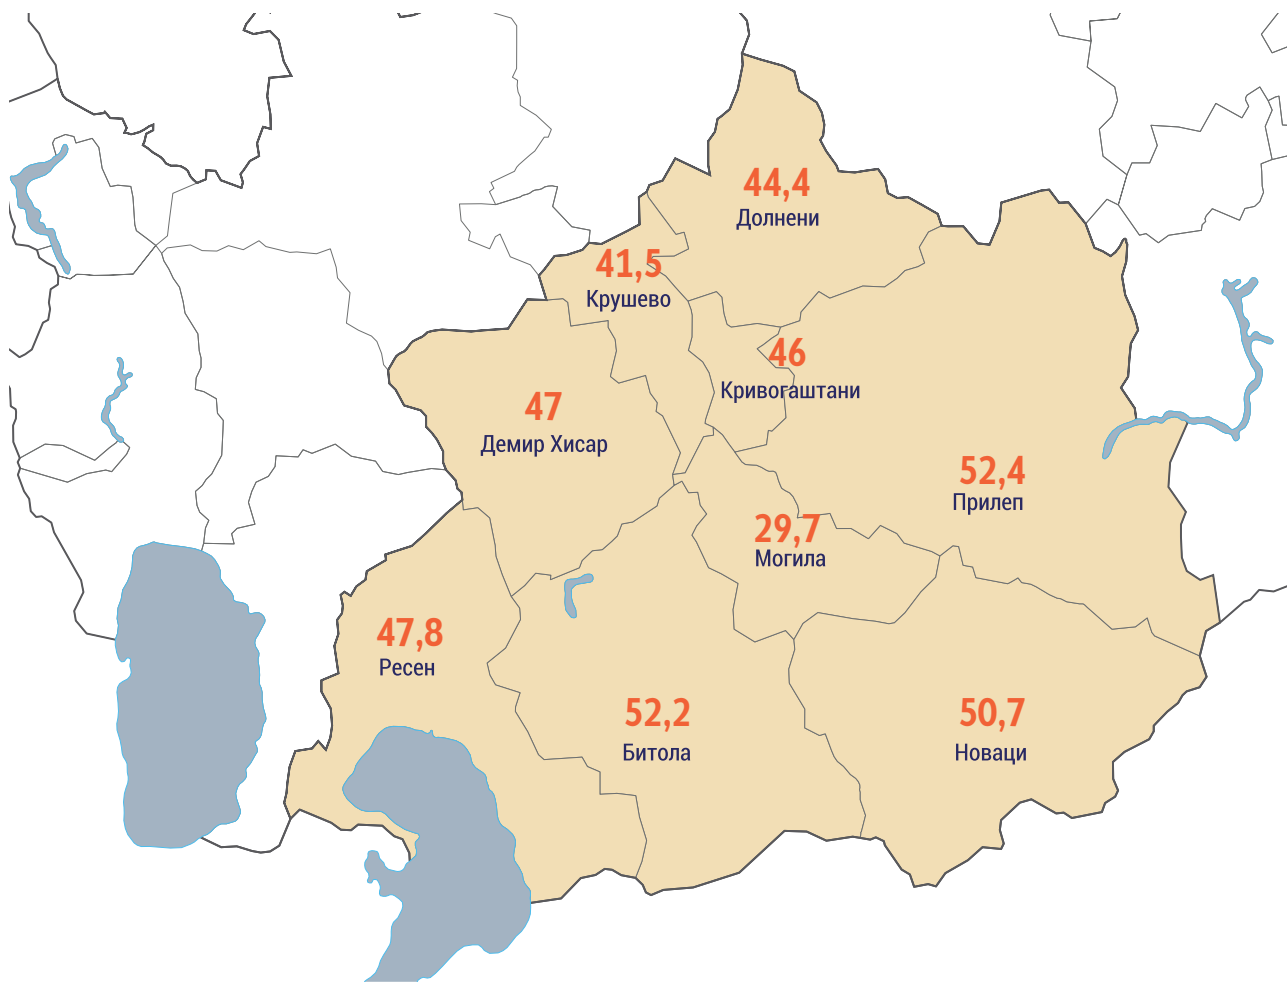 44,4
Долнени
41,5
Крушево
46
Кривогаштани
47
Демир Хисар
52,4
Прилеп
29,7
Могила
47,8
Ресен
52,2
Битола
50,7
Новаци